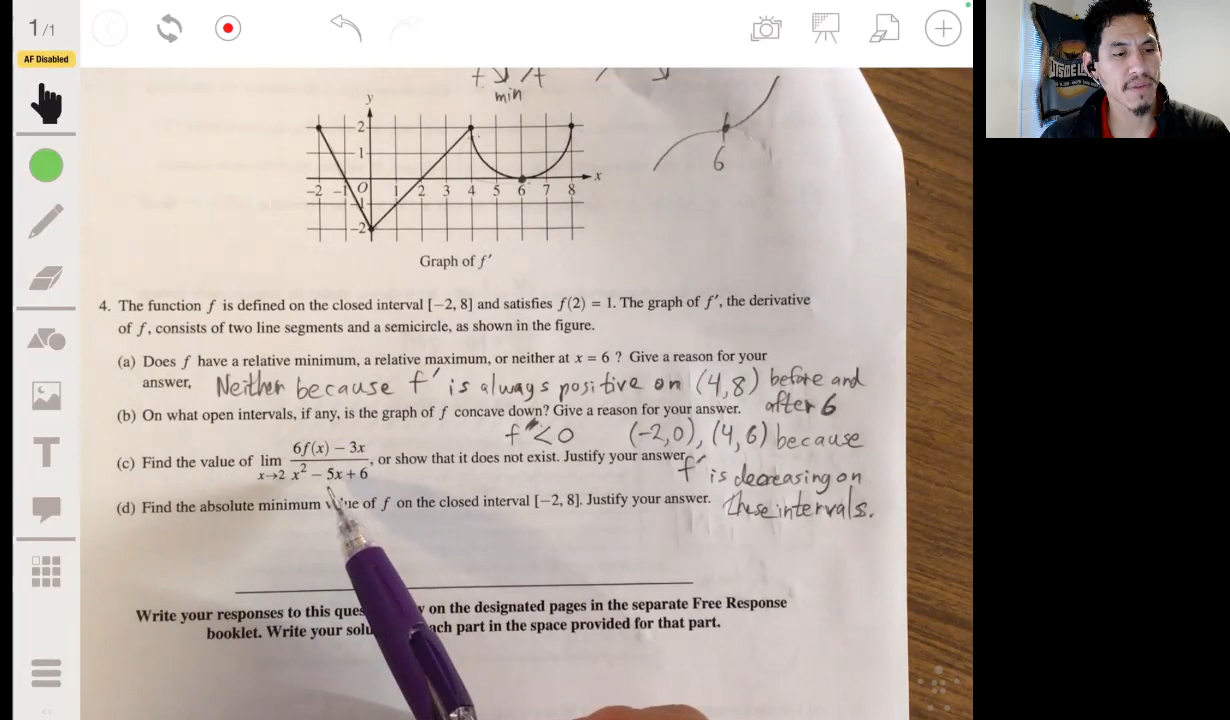 1/1
AF Disabled
+ ↘ ↗ +
min
y
2
1
-2 -1 O 1 2 3 4 5 6 7 8 x
-1
-2
6
Graph of f′
4. The function f is defined on the closed interval [−2, 8] and satisfies f(2) = 1. The graph of f′, the derivative
of f, consists of two line segments and a semicircle, as shown in the figure.
(a) Does f have a relative minimum, a relative maximum, or neither at x = 6 ? Give a reason for your
answer, Neither because f′ is always positive on (4,8) before and
after 6
(b) On what open intervals, if any, is the graph of f concave down? Give a reason for your answer.
f″<0 (-2,0), (4,6) because
f′ is decreasing on
these intervals.
(c) Find the value of lim x→2 (6f(x) − 3x)/(x² − 5x + 6), or show that it does not exist. Justify your answer
(d) Find the absolute minimum of f on the closed interval [−2, 8]. Justify your answer.
Write your responses to this on the designated pages in the separate Free Response
booklet. Write your part in the space provided for that part.
T